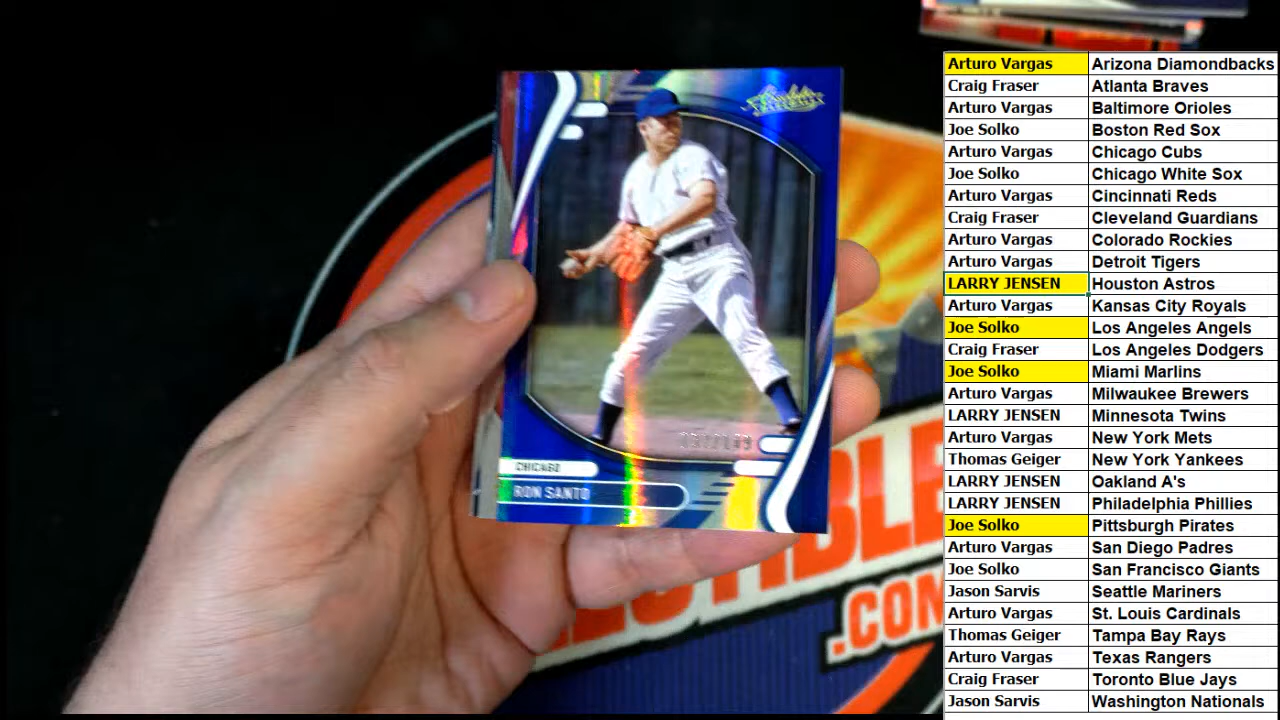 Absolute
BASEBALL
CHICAGO
RON SANTO
.COM
Arturo Vargas Arizona Diamondbacks
Craig Fraser Atlanta Braves
Arturo Vargas Baltimore Orioles
Joe Solko Boston Red Sox
Arturo Vargas Chicago Cubs
Joe Solko Chicago White Sox
Arturo Vargas Cincinnati Reds
Craig Fraser Cleveland Guardians
Arturo Vargas Colorado Rockies
Arturo Vargas Detroit Tigers
LARRY JENSEN Houston Astros
Arturo Vargas Kansas City Royals
Joe Solko Los Angeles Angels
Craig Fraser Los Angeles Dodgers
Joe Solko Miami Marlins
Arturo Vargas Milwaukee Brewers
LARRY JENSEN Minnesota Twins
Arturo Vargas New York Mets
Thomas Geiger New York Yankees
LARRY JENSEN Oakland A's
LARRY JENSEN Philadelphia Phillies
Joe Solko Pittsburgh Pirates
Arturo Vargas San Diego Padres
Joe Solko San Francisco Giants
Jason Sarvis Seattle Mariners
Arturo Vargas St. Louis Cardinals
Thomas Geiger Tampa Bay Rays
Arturo Vargas Texas Rangers
Craig Fraser Toronto Blue Jays
Jason Sarvis Washington Nationals